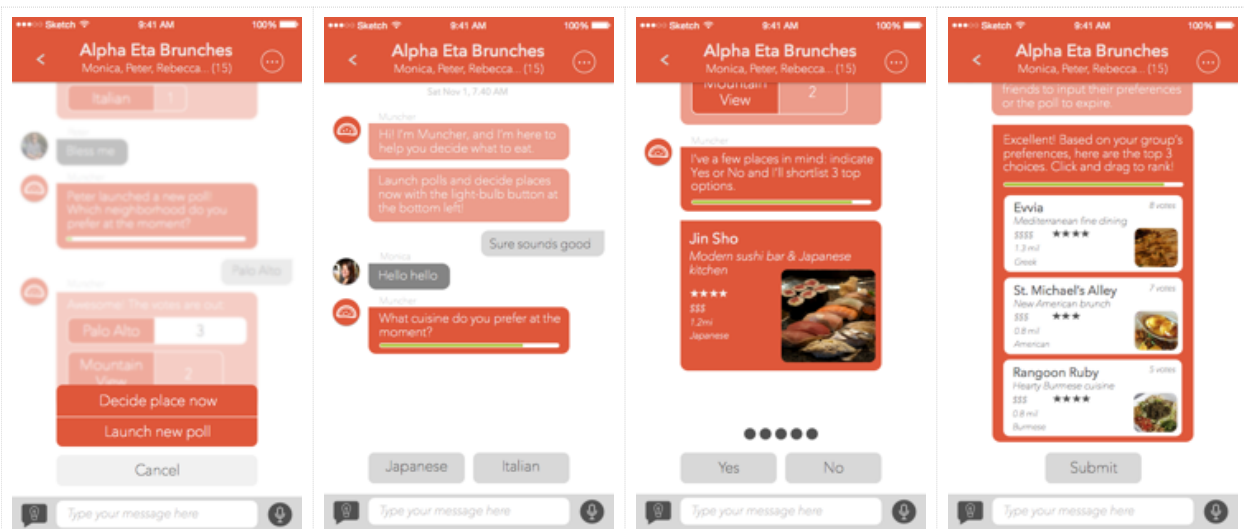 Sketch 9:41 AM 100%
Alpha Eta Brunches
Monica, Peter, Rebecca... (15)
Italian 1
Peter
Bless me
Muncher
Peter launched a new poll!
Which neighborhood do you
prefer at the moment?
Palo Alto
Muncher
Awesome! The votes are out:
Palo Alto 3
Mountain
View 2
Decide place now
Launch new poll
Cancel
Type your message here
Sketch 9:41 AM 100%
Alpha Eta Brunches
Monica, Peter, Rebecca... (15)
Sat Nov 1, 7.40 AM
Muncher
Hi! I'm Muncher, and I'm here to
help you decide what to eat.
Launch polls and decide places
now with the light-bulb button at
the bottom left!
Sure sounds good
Monica
Hello hello
Muncher
What cuisine do you prefer at the
moment?
Japanese Italian
Type your message here
Sketch 9:41 AM 100%
Alpha Eta Brunches
Monica, Peter, Rebecca... (15)
Mountain
View 2
Muncher
I've a few places in mind: indicate
Yes or No and I'll shortlist 3 top
options.
Jin Sho
Modern sushi bar & Japanese
kitchen
★★★★
$$$
1.2mi
Japanese
Yes No
Type your message here
Sketch 9:41 AM 100%
Alpha Eta Brunches
Monica, Peter, Rebecca... (15)
friends to input their preferences
or the poll to expire.
Excellent! Based on your group's
preferences, here are the top 3
choices. Click and drag to rank!
Evvia 8 votes
Mediterranean fine dining
$$$$ ★★★★
1.3 mil
Greek
St. Michael's Alley 7 votes
New American brunch
$$$ ★★★
0.8 mil
American
Rangoon Ruby 5 votes
Hearty Burmese cuisine
$$$ ★★★★
0.8 mil
Burmese
Submit
Type your message here